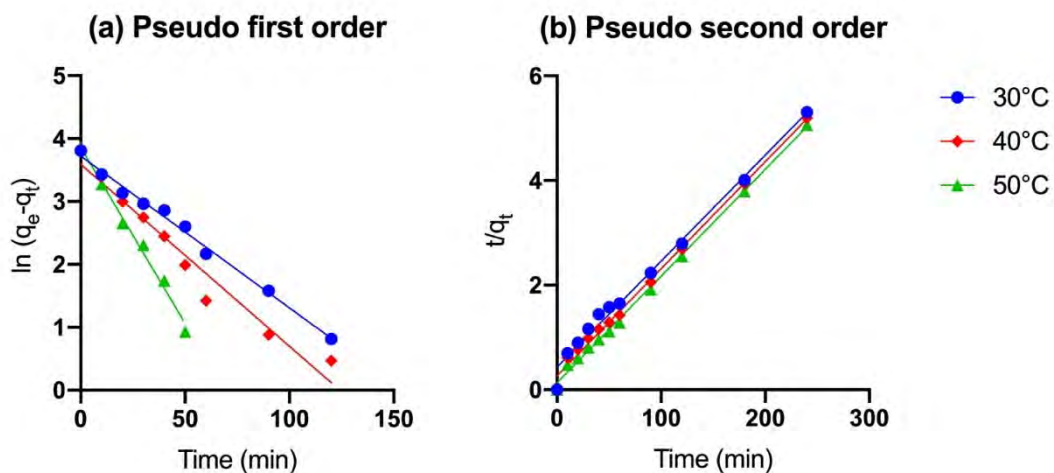 (a) Pseudo first order
(b) Pseudo second order
5
4
3
2
1
0
ln (qe-qt)
0
50
100
150
Time (min)
6
4
2
0
t/qt
0
100
200
300
Time (min)
30°C
40°C
50°C